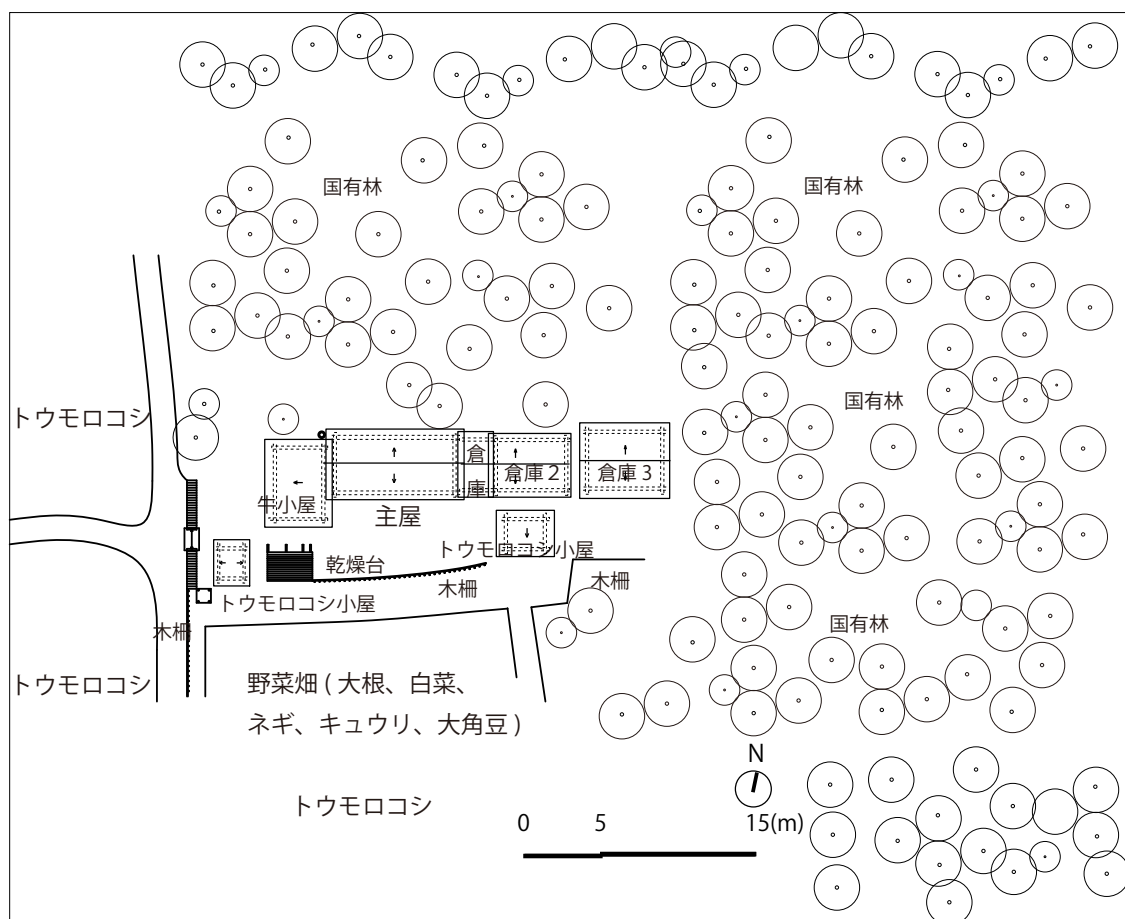 国有林
国有林
トウモロコシ
国有林
倉庫
倉庫 2
倉庫 3
牛小屋
主屋
トウモロコシ小屋
乾燥台
木柵
木柵
トウモロコシ小屋
木柵
国有林
トウモロコシ
野菜畑 ( 大根、白菜、
ネギ、キュウリ、大角豆 )
N
トウモロコシ
0 5 15(m)